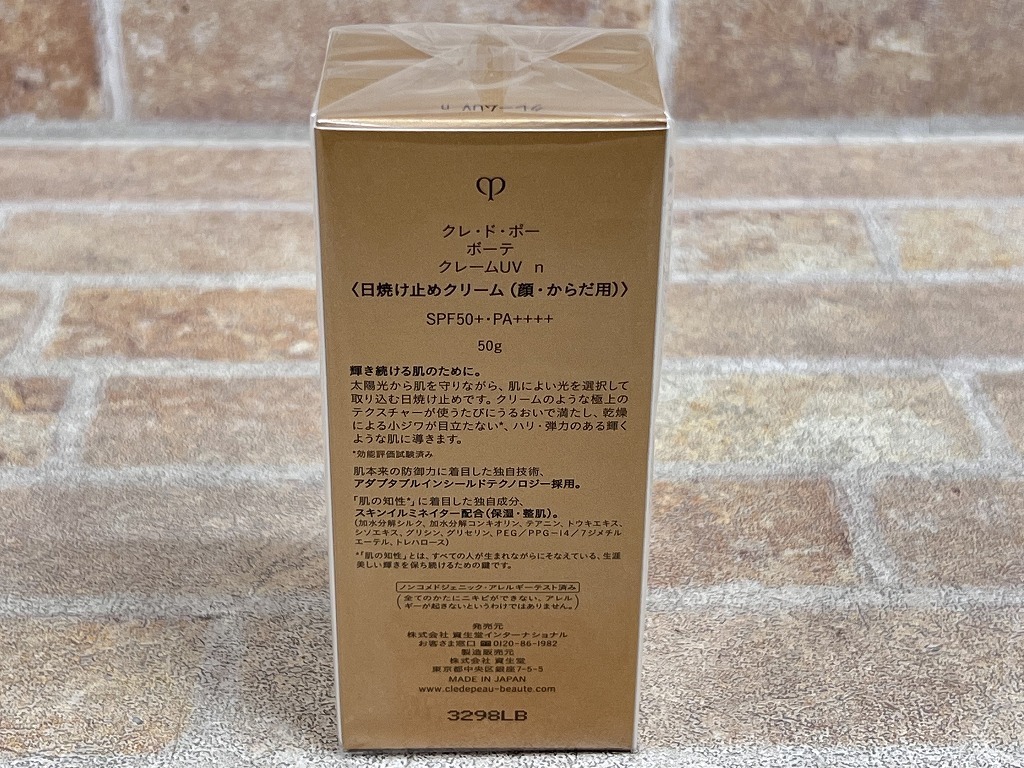 クレームUV n
クレ・ド・ポー
ボーテ
クレームUV n
〈日焼け止めクリーム（顔・からだ用）〉
SPF50+・PA++++
50g
輝き続ける肌のために。
太陽光から肌を守りながら、肌によい光を選択して
取り込む日焼け止めです。クリームのような極上の
テクスチャーが使うたびにうるおいで満たし、乾燥
による小ジワが目立たない*、ハリ・弾力のある輝く
ような肌に導きます。
*効能評価試験済み
肌本来の防御力に着目した独自技術、
アダプタブルインシールドテクノロジー採用。
「肌の知性*」に着目した独自成分、
スキンイルミネイター配合（保湿・整肌）。
（加水分解シルク、加水分解コンキオリン、テアニン、トウキエキス、
シソエキス、グリシン、グリセリン、PEG／PPG－14／7ジメチル
エーテル、トレハロース）
*「肌の知性」とは、すべての人が生まれながらにそなえている、生涯
美しい輝きを保ち続けるための鍵です。
ノンコメドジェニック・アレルギーテスト済み
（全てのかたにニキビができない、アレル
ギーが起きないというわけではありません。）
発売元
株式会社 資生堂インターナショナル
お客さま窓口 0120-86-1982
製造販売元
株式会社 資生堂
東京都中央区銀座7-5-5
MADE IN JAPAN
www.cledepeau-beaute.com
3298LB